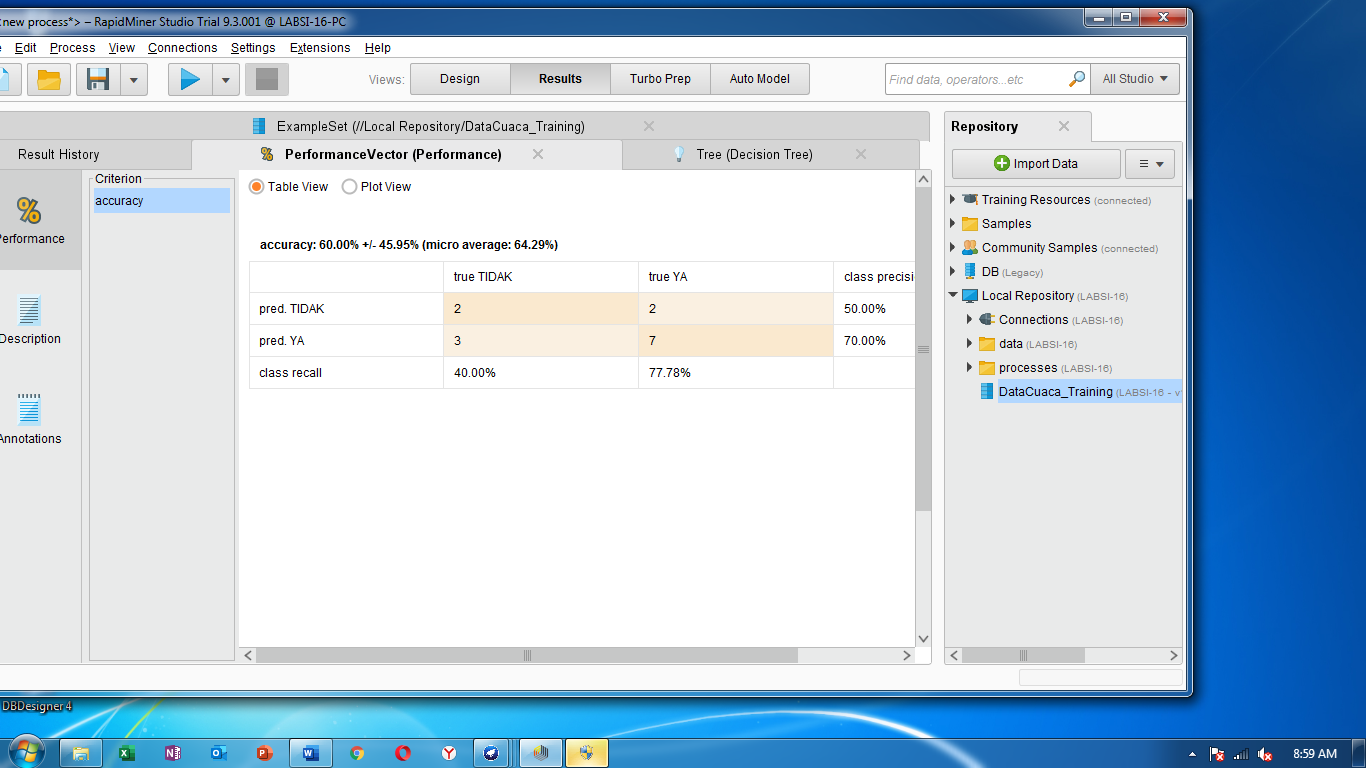 <new process*> – RapidMiner Studio Trial 9.3.001 @ LABSI-16-PC
Edit Process View Connections Settings Extensions Help
Views: Design Results Turbo Prep Auto Model
Find data, operators...etc
All Studio
ExampleSet (//Local Repository/DataCuaca_Training)
Result History
PerformanceVector (Performance)
Tree (Decision Tree)
Performance
Description
Annotations
Criterion
accuracy
Table View
Plot View
accuracy: 60.00% +/- 45.95% (micro average: 64.29%)
true TIDAK true YA class precisi
pred. TIDAK 2 2 50.00%
pred. YA 3 7 70.00%
class recall 40.00% 77.78%
Repository
Import Data
Training Resources (connected)
Samples
Community Samples (connected)
DB (Legacy)
Local Repository (LABSI-16)
Connections (LABSI-16)
data (LABSI-16)
processes (LABSI-16)
DataCuaca_Training (LABSI-16 - v
DBDesigner 4
8:59 AM